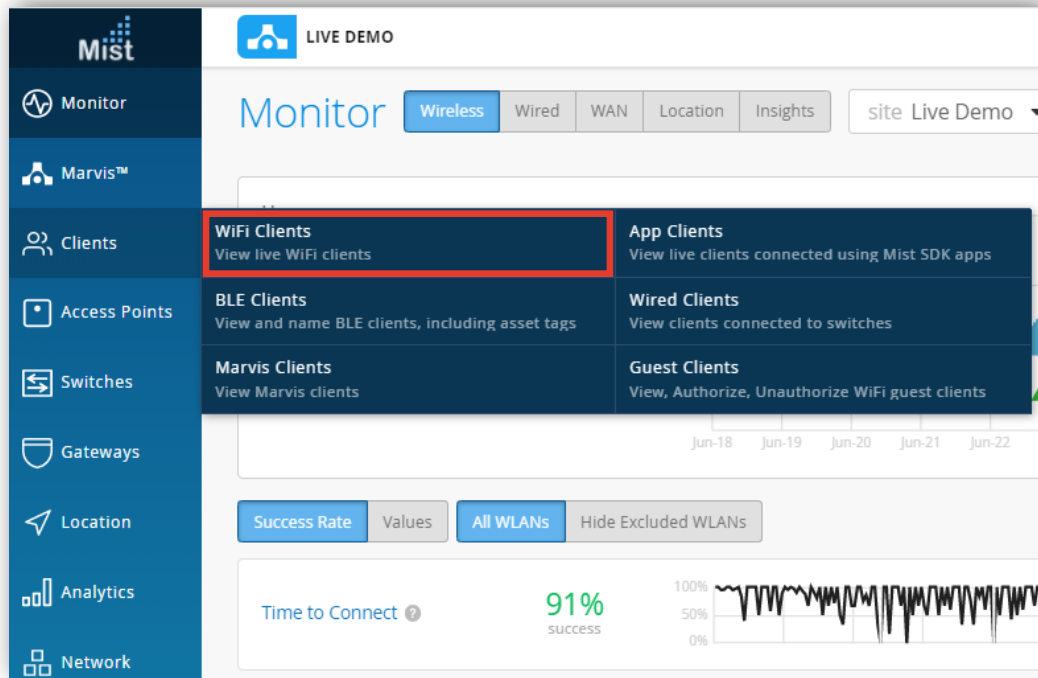 Mist
LIVE DEMO
Monitor
Marvis™
Clients
Access Points
Switches
Gateways
Location
Analytics
Network
Monitor
Wireless
Wired
WAN
Location
Insights
site Live Demo
WiFi Clients
View live WiFi clients
App Clients
View live clients connected using Mist SDK apps
BLE Clients
View and name BLE clients, including asset tags
Wired Clients
View clients connected to switches
Marvis Clients
View Marvis clients
Guest Clients
View, Authorize, Unauthorize WiFi guest clients
Jun-18 Jun-19 Jun-20 Jun-21 Jun-22
Success Rate
Values
All WLANs
Hide Excluded WLANs
Time to Connect ?
91%
success
100%
50%
0%